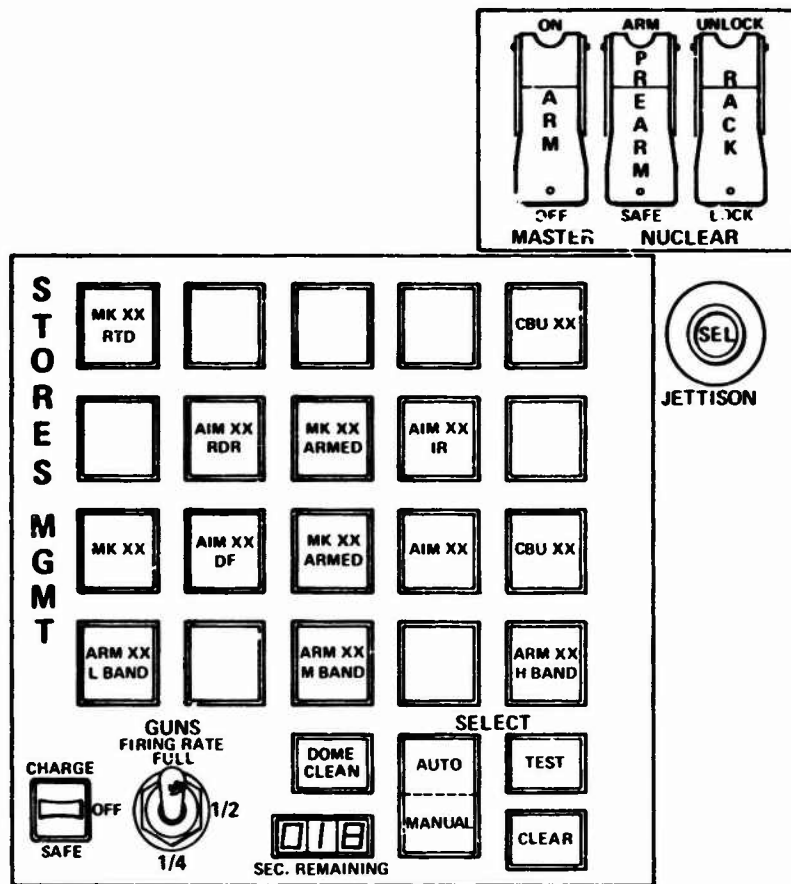 ON ARM UNLOCK
ARM
PREARM
RACK
OFF SAFE LOCK
MASTER NUCLEAR
STORES MGMT
MK XX
RTD
CBU XX
SEL
JETTISON
AIM XX
RDR
MK XX
ARMED
AIM XX
IR
MK XX
AIM XX
DF
MK XX
ARMED
AIM XX
CBU XX
ARM XX
L BAND
ARM XX
M BAND
ARM XX
H BAND
GUNS
FIRING RATE
FULL
1/2
1/4
CHARGE
OFF
SAFE
DOME
CLEAN
018
SEC. REMAINING
SELECT
AUTO
MANUAL
TEST
CLEAR